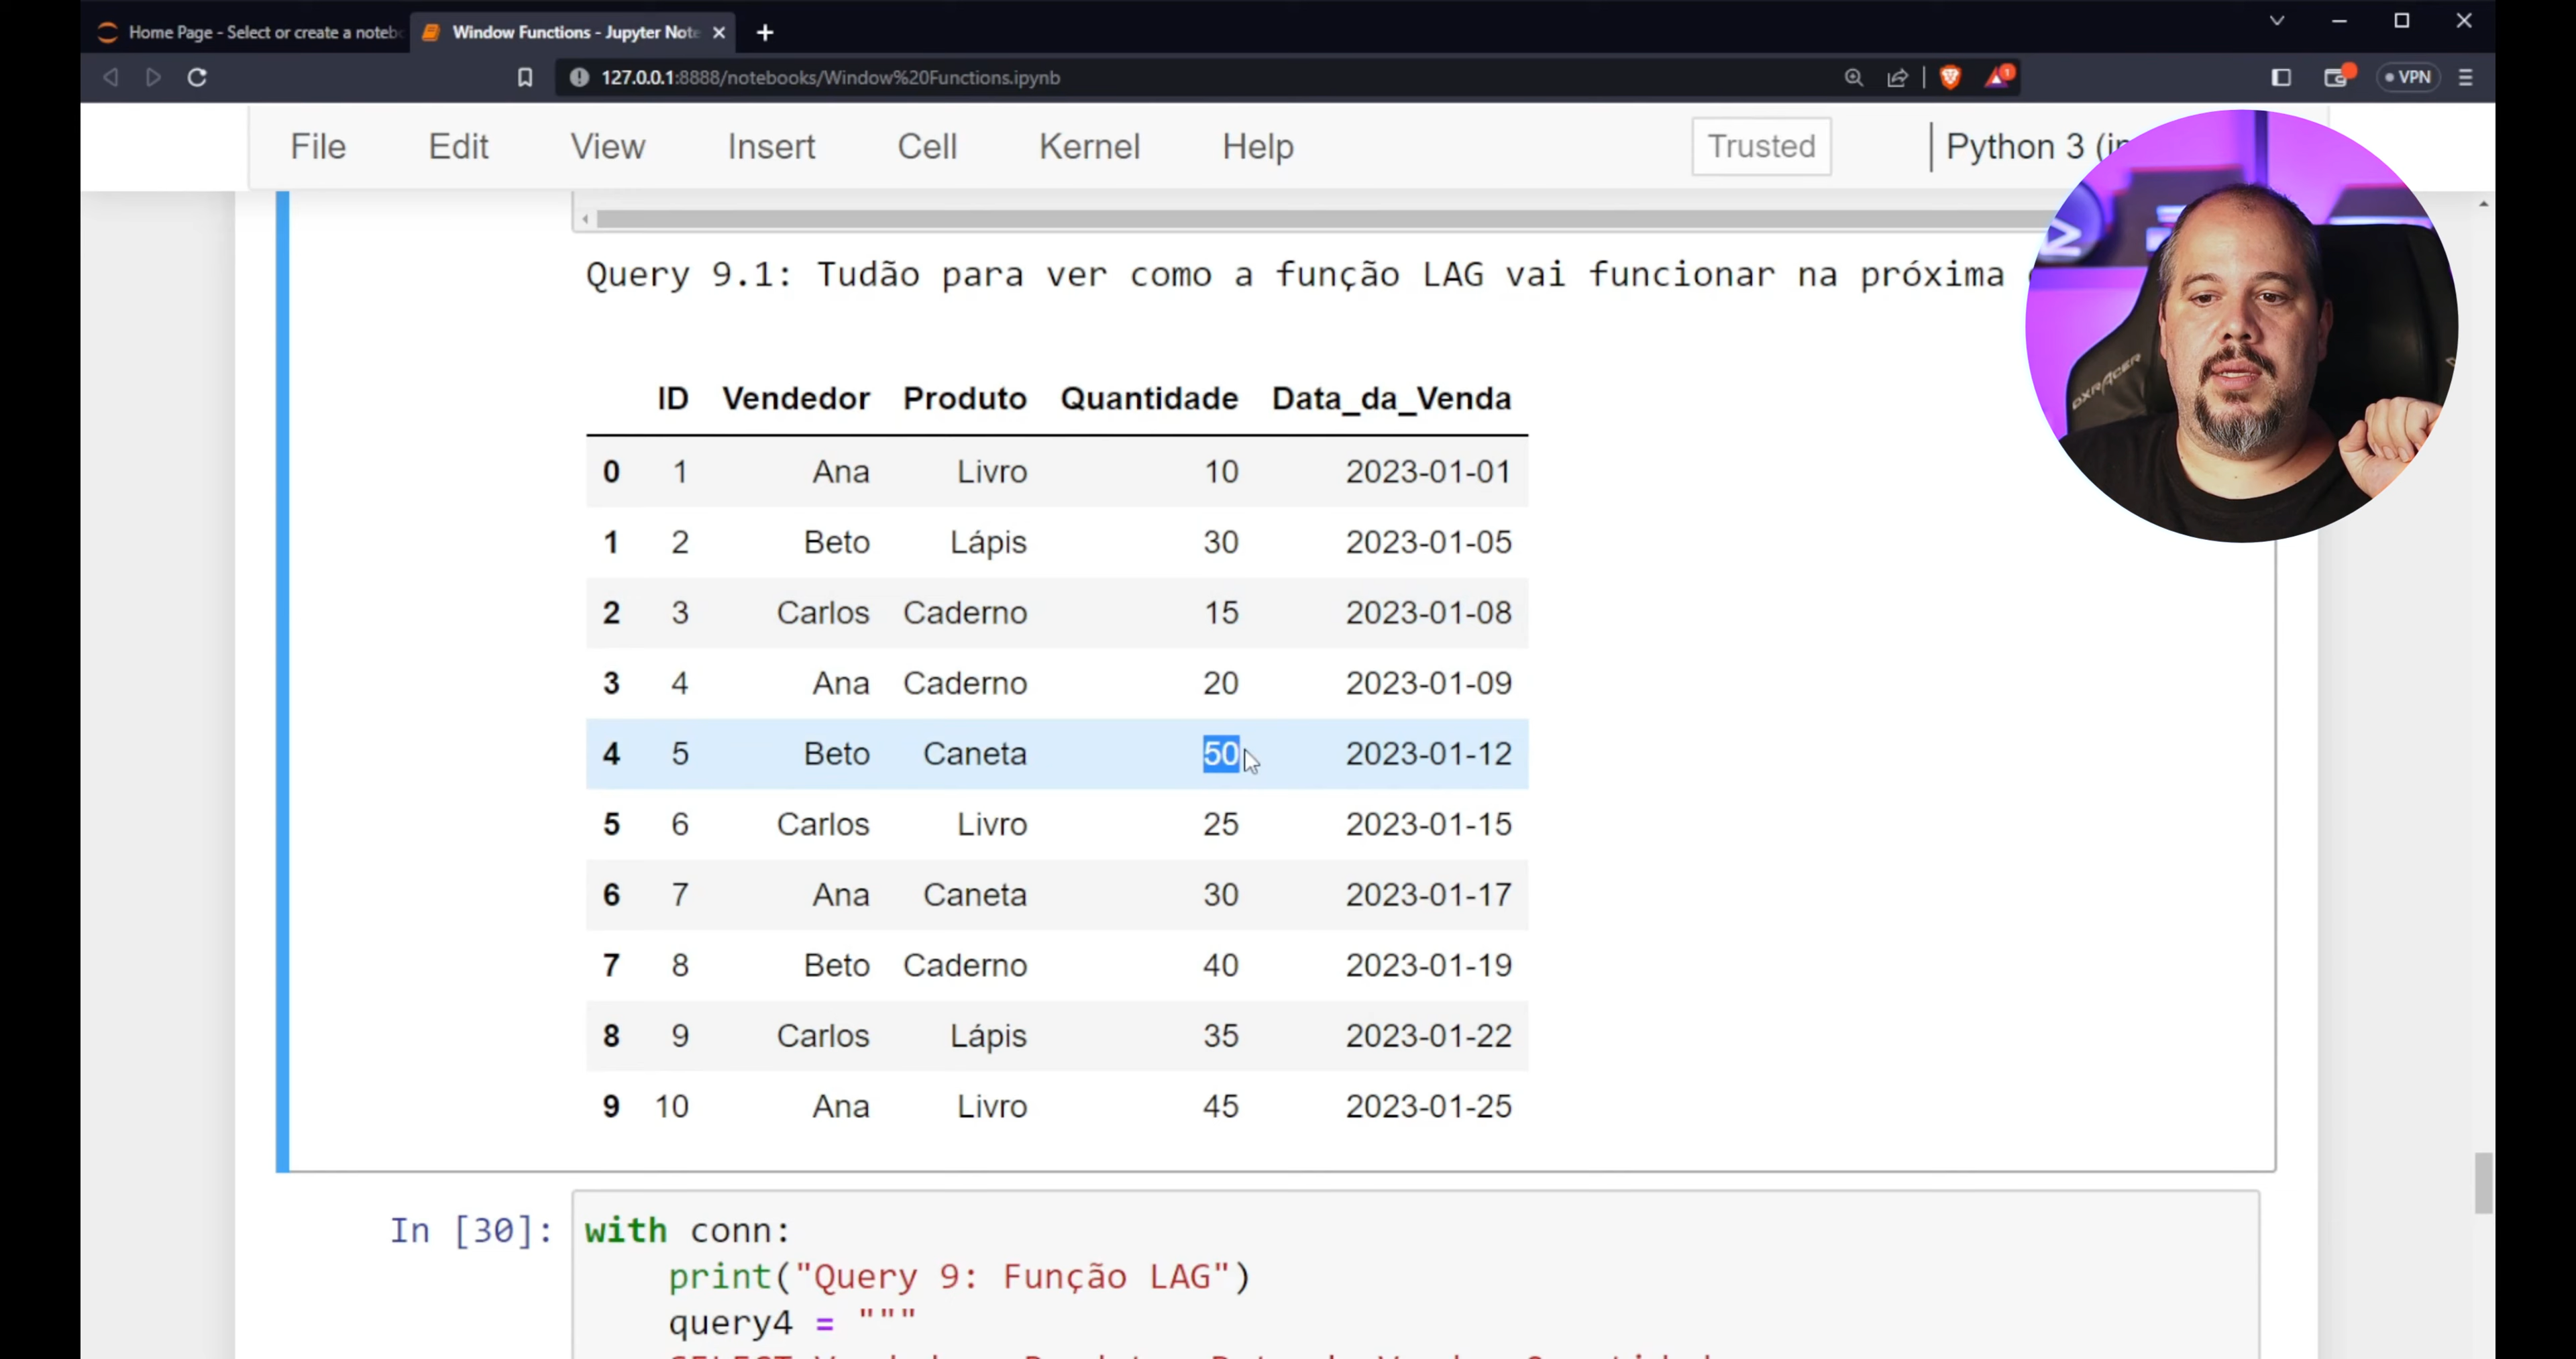 Home Page - Select or create a noteb
Window Functions - Jupyter Note
127.0.0.1:8888/notebooks/Window%20Functions.ipynb
1
VPN
File Edit View Insert Cell Kernel Help Trusted Python 3 (i
Query 9.1: Tudão para ver como a função LAG vai funcionar na próxima
ID Vendedor Produto Quantidade Data_da_Venda
0 1 Ana Livro 10 2023-01-01
1 2 Beto Lápis 30 2023-01-05
2 3 Carlos Caderno 15 2023-01-08
3 4 Ana Caderno 20 2023-01-09
4 5 Beto Caneta 50 2023-01-12
5 6 Carlos Livro 25 2023-01-15
6 7 Ana Caneta 30 2023-01-17
7 8 Beto Caderno 40 2023-01-19
8 9 Carlos Lápis 35 2023-01-22
9 10 Ana Livro 45 2023-01-25
DXRACER
In [30]: with conn:
print("Query 9: Função LAG")
query4 = """